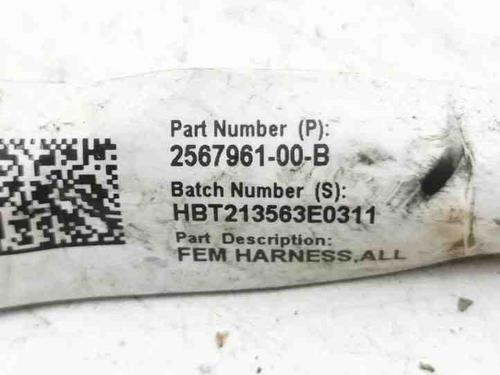 Part Number (P):
2567961-00-B
Batch Number (S):
HBT213563E0311
Part Description:
FEM HARNESS,ALL